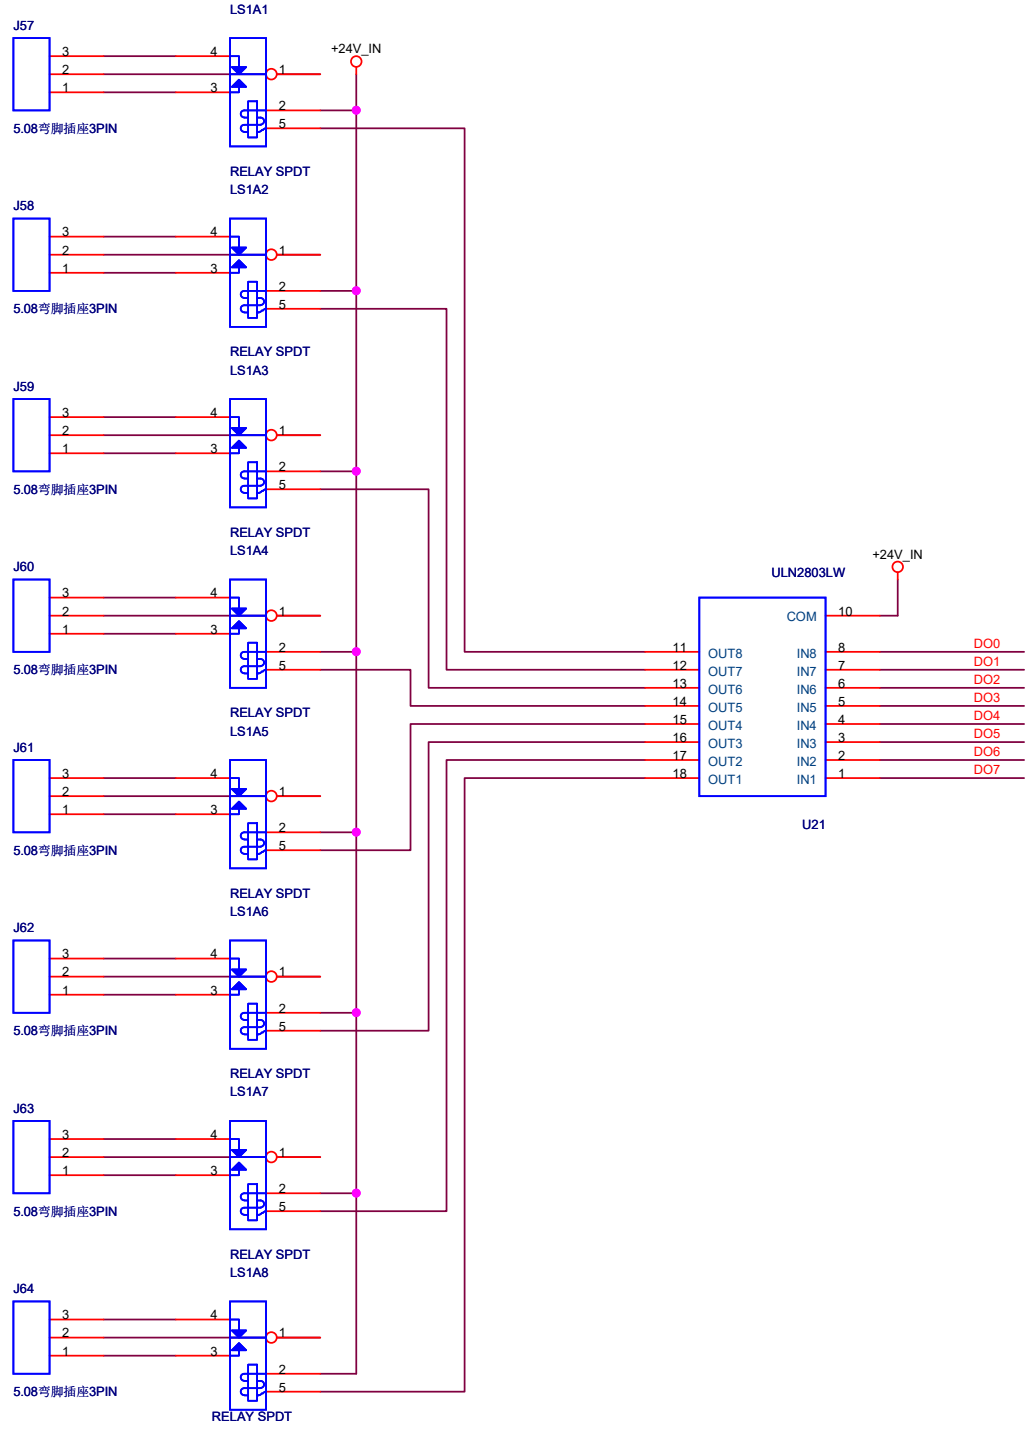 LS1A1
J57
+24V_IN
3
4
2
1
1
3
2
5
5.08弯脚插座3PIN
RELAY SPDT
LS1A2
J58
3
4
2
1
1
3
2
5
5.08弯脚插座3PIN
RELAY SPDT
LS1A3
J59
3
4
2
1
1
3
2
5
5.08弯脚插座3PIN
RELAY SPDT
LS1A4
+24V_IN
J60
ULN2803LW
3
4
2
1
COM
10
1
3
2
11
OUT8
IN8
8
DO0
5
12
OUT7
IN7
7
DO1
13
OUT6
IN6
6
DO2
5.08弯脚插座3PIN
14
OUT5
IN5
5
DO3
RELAY SPDT
15
OUT4
IN4
4
DO4
LS1A5
16
OUT3
IN3
3
DO5
J61
17
OUT2
IN2
2
DO6
3
4
18
OUT1
IN1
1
DO7
2
1
1
3
U21
2
5
5.08弯脚插座3PIN
RELAY SPDT
LS1A6
J62
3
4
2
1
1
3
2
5
5.08弯脚插座3PIN
RELAY SPDT
LS1A7
J63
3
4
2
1
1
3
2
5
5.08弯脚插座3PIN
RELAY SPDT
LS1A8
J64
3
4
2
1
1
3
2
5
5.08弯脚插座3PIN
RELAY SPDT